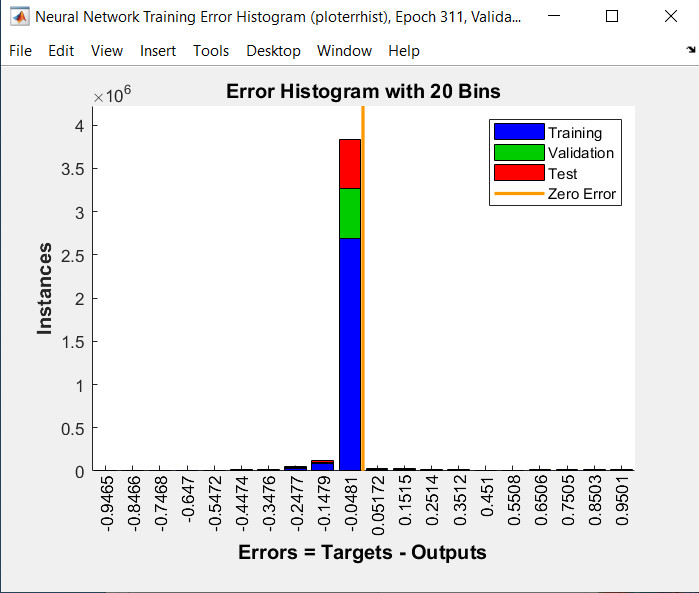 Neural Network Training Error Histogram (ploterrhist), Epoch 311, Valida...
File Edit View Insert Tools Desktop Window Help
×10^6
Error Histogram with 20 Bins
Training
Validation
Test
Zero Error
4
3.5
3
2.5
2
1.5
1
0.5
0
Instances
-0.9465 -0.8466 -0.7468 -0.647 -0.5472 -0.4474 -0.3476 -0.2477 -0.1479 -0.0481 0.05172 0.1515 0.2514 0.3512 0.451 0.5508 0.6506 0.7505 0.8503 0.9501
Errors = Targets - Outputs